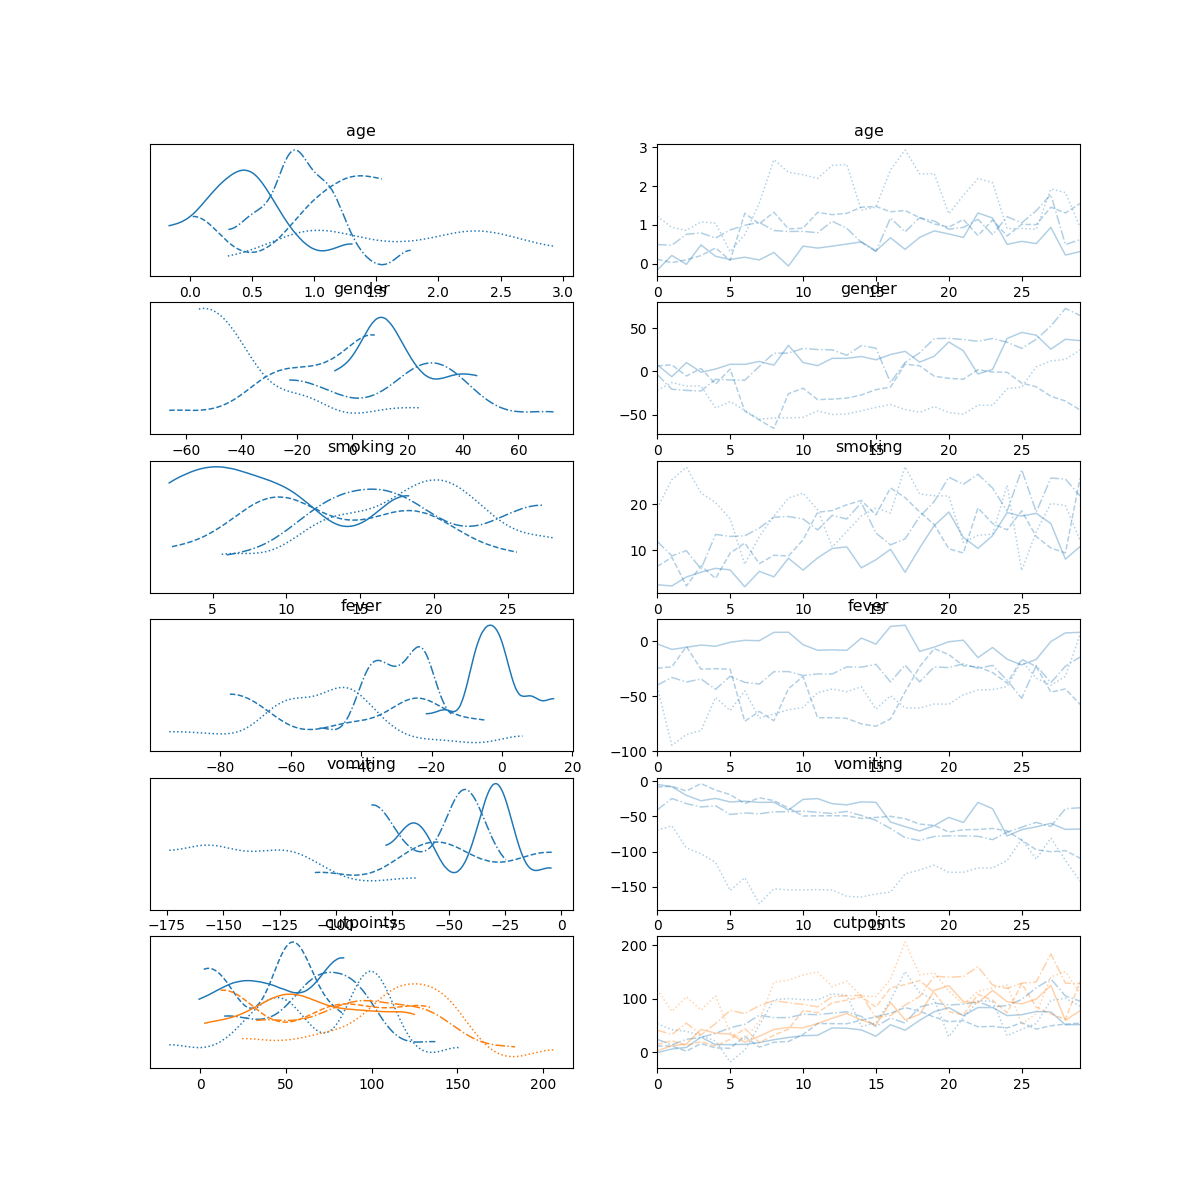 age
age
0.0 0.5 1.0 1.5 2.0 2.5 3.0
3
2
1
0
0 5 10 15 20 25
gender
gender
−60 −40 −20 0 20 40 60
50
0
−50
0 5 10 15 20 25
smoking
smoking
5 10 15 20 25
20
10
0 5 10 15 20 25
fever
fever
−80 −60 −40 −20 0 20
0
−50
−100
0 5 10 15 20 25
vomiting
vomiting
−175 −150 −125 −100 −75 −50 −25 0
0
−50
−100
−150
0 5 10 15 20 25
cutpoints
cutpoints
0 50 100 150 200
200
100
0
0 5 10 15 20 25